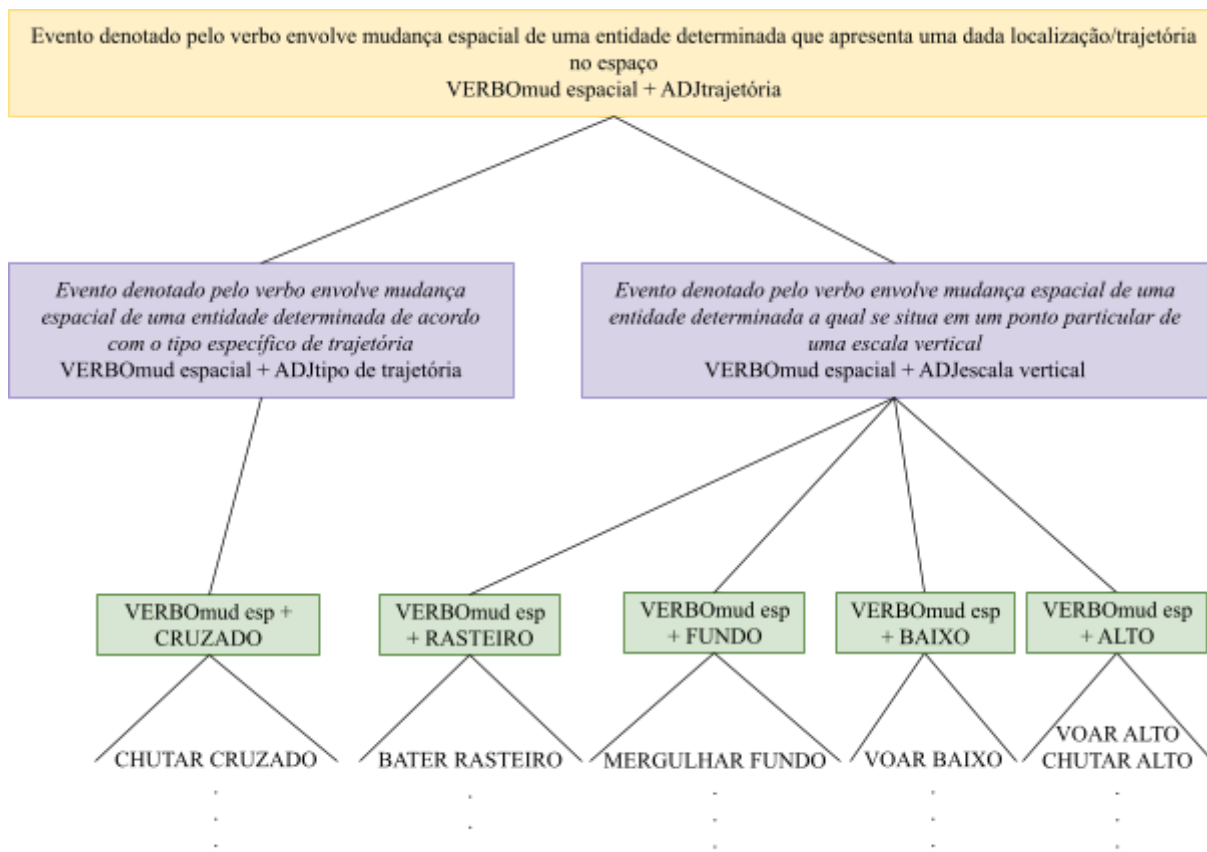 Evento denotado pelo verbo envolve mudança espacial de uma entidade determinada que apresenta uma dada localização/trajetória
no espaço
VERBOmud espacial + ADJtrajetória
Evento denotado pelo verbo envolve mudança
espacial de uma entidade determinada de acordo
com o tipo específico de trajetória
VERBOmud espacial + ADJtipo de trajetória
Evento denotado pelo verbo envolve mudança espacial de uma
entidade determinada a qual se situa em um ponto particular de
uma escala vertical
VERBOmud espacial + ADJescala vertical
VERBOmud esp +
CRUZADO
VERBOmud esp
+ RASTEIRO
VERBOmud esp
+ FUNDO
VERBOmud esp
+ BAIXO
VERBOmud esp
+ ALTO
CHUTAR CRUZADO
BATER RASTEIRO
MERGULHAR FUNDO
VOAR BAIXO
VOAR ALTO
CHUTAR ALTO